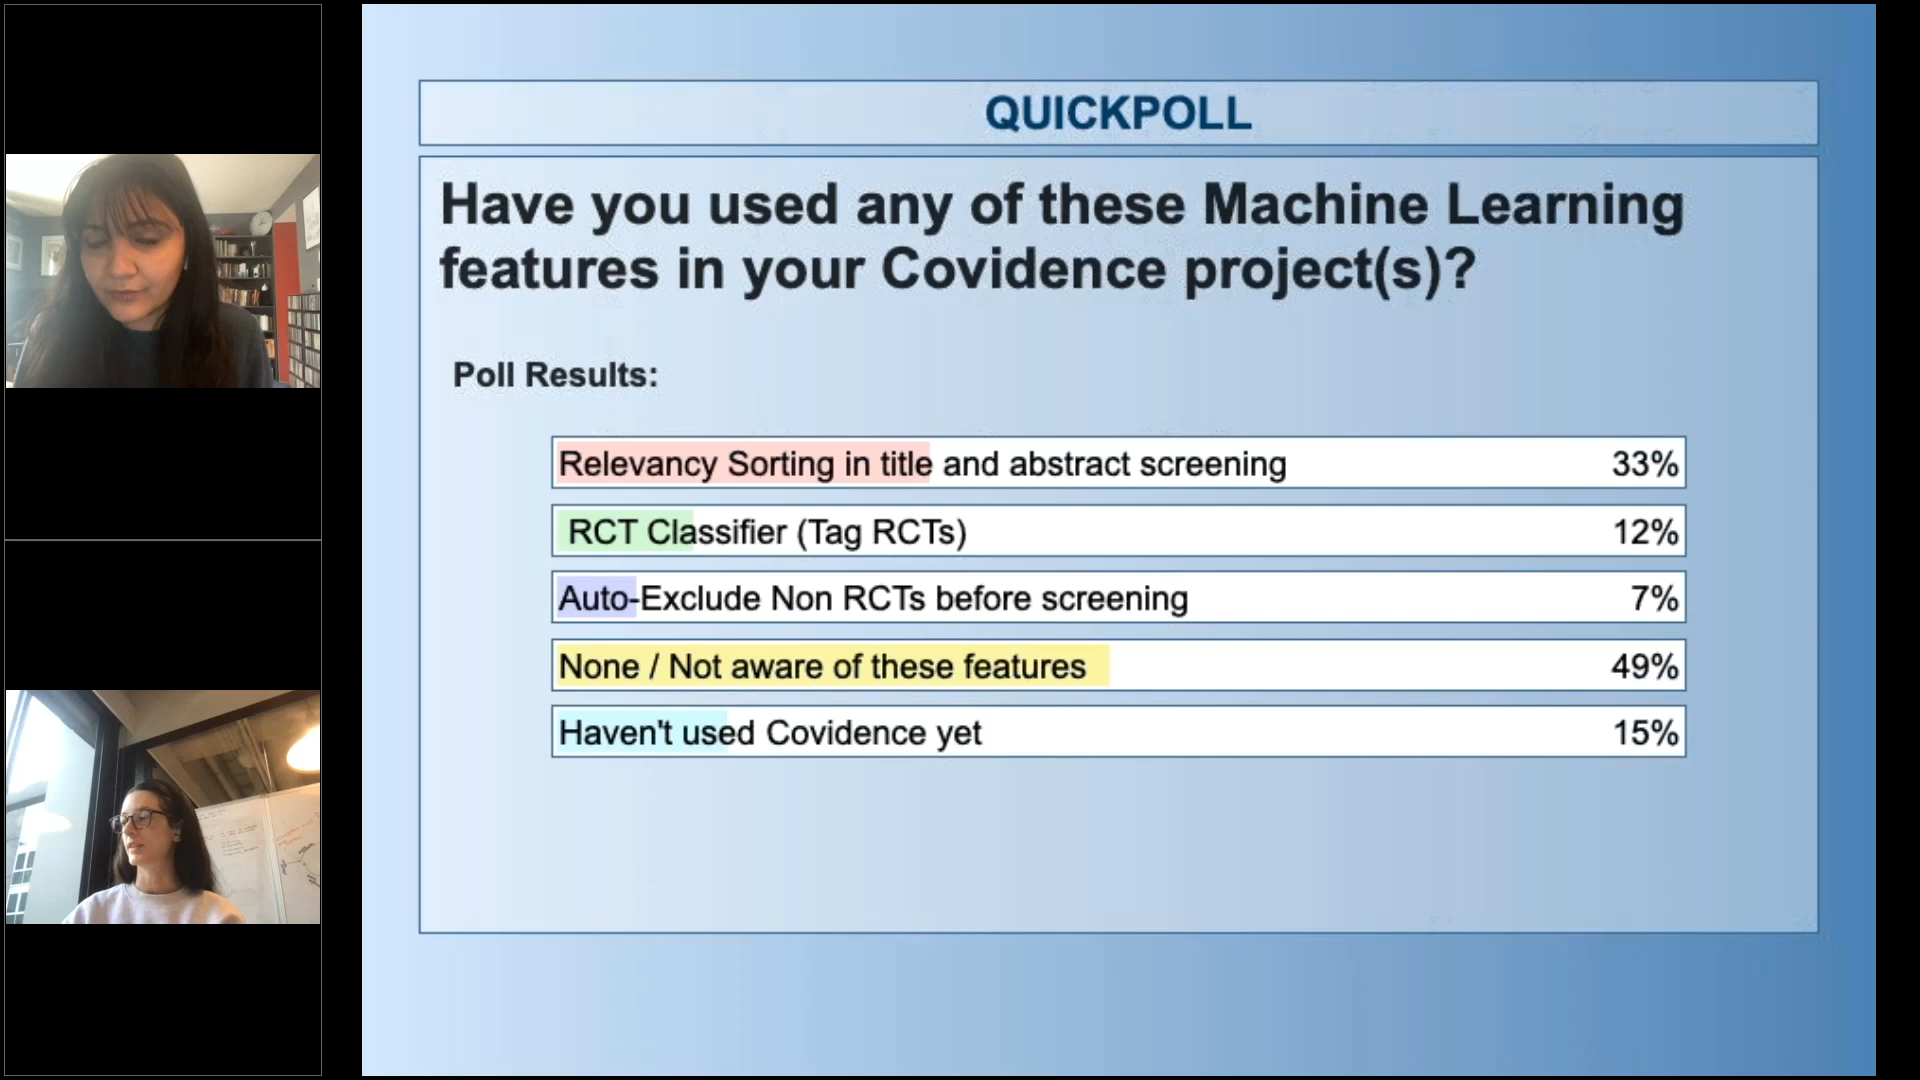 QUICKPOLL
Have you used any of these Machine Learning
features in your Covidence project(s)?
Poll Results:
Relevancy Sorting in title and abstract screening 33%
RCT Classifier (Tag RCTs) 12%
Auto-Exclude Non RCTs before screening 7%
None / Not aware of these features 49%
Haven't used Covidence yet 15%